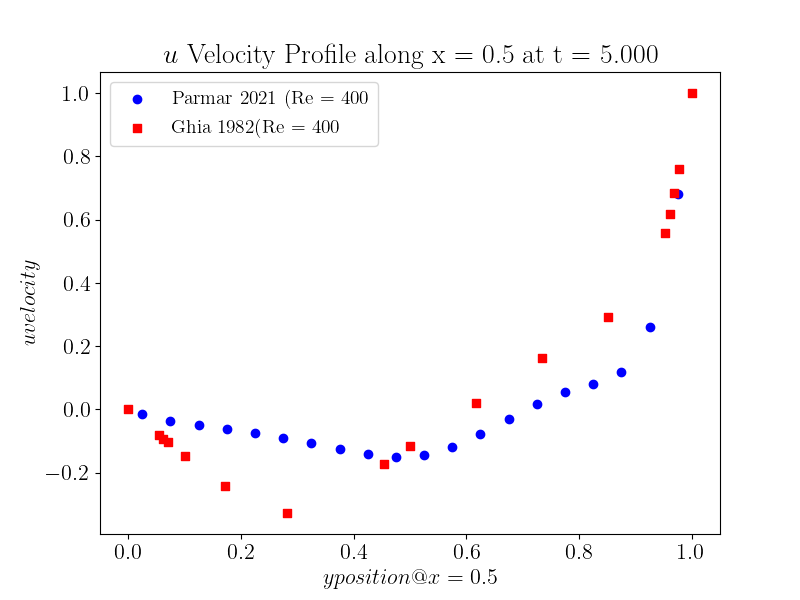 u Velocity Profile along x = 0.5 at t = 5.000
Parmar 2021 (Re = 400
Ghia 1982(Re = 400
1.0
0.8
0.6
0.4
0.2
0.0
−0.2
uvelocity
0.0 0.2 0.4 0.6 0.8 1.0
yposition@x = 0.5